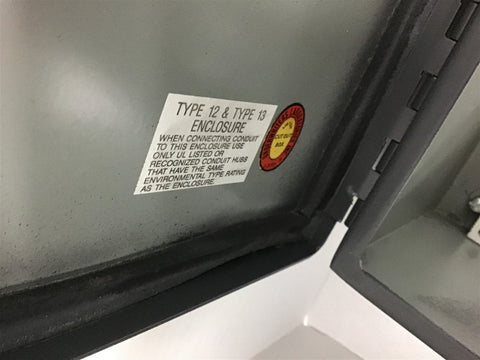 TYPE 12 & TYPE 13
ENCLOSURE
WHEN CONNECTING CONDUIT
TO THIS ENCLOSURE USE
ONLY UL LISTED OR
RECOGNIZED CONDUIT HUBS
THAT HAVE THE SAME
ENVIRONMENTAL TYPE RATING
AS THE ENCLOSURE.